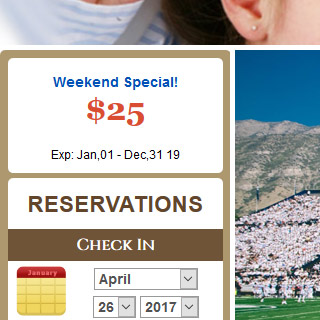 Weekend Special!
$25
Exp: Jan,01 - Dec,31 19
RESERVATIONS
CHECK IN
January
April
26 2017